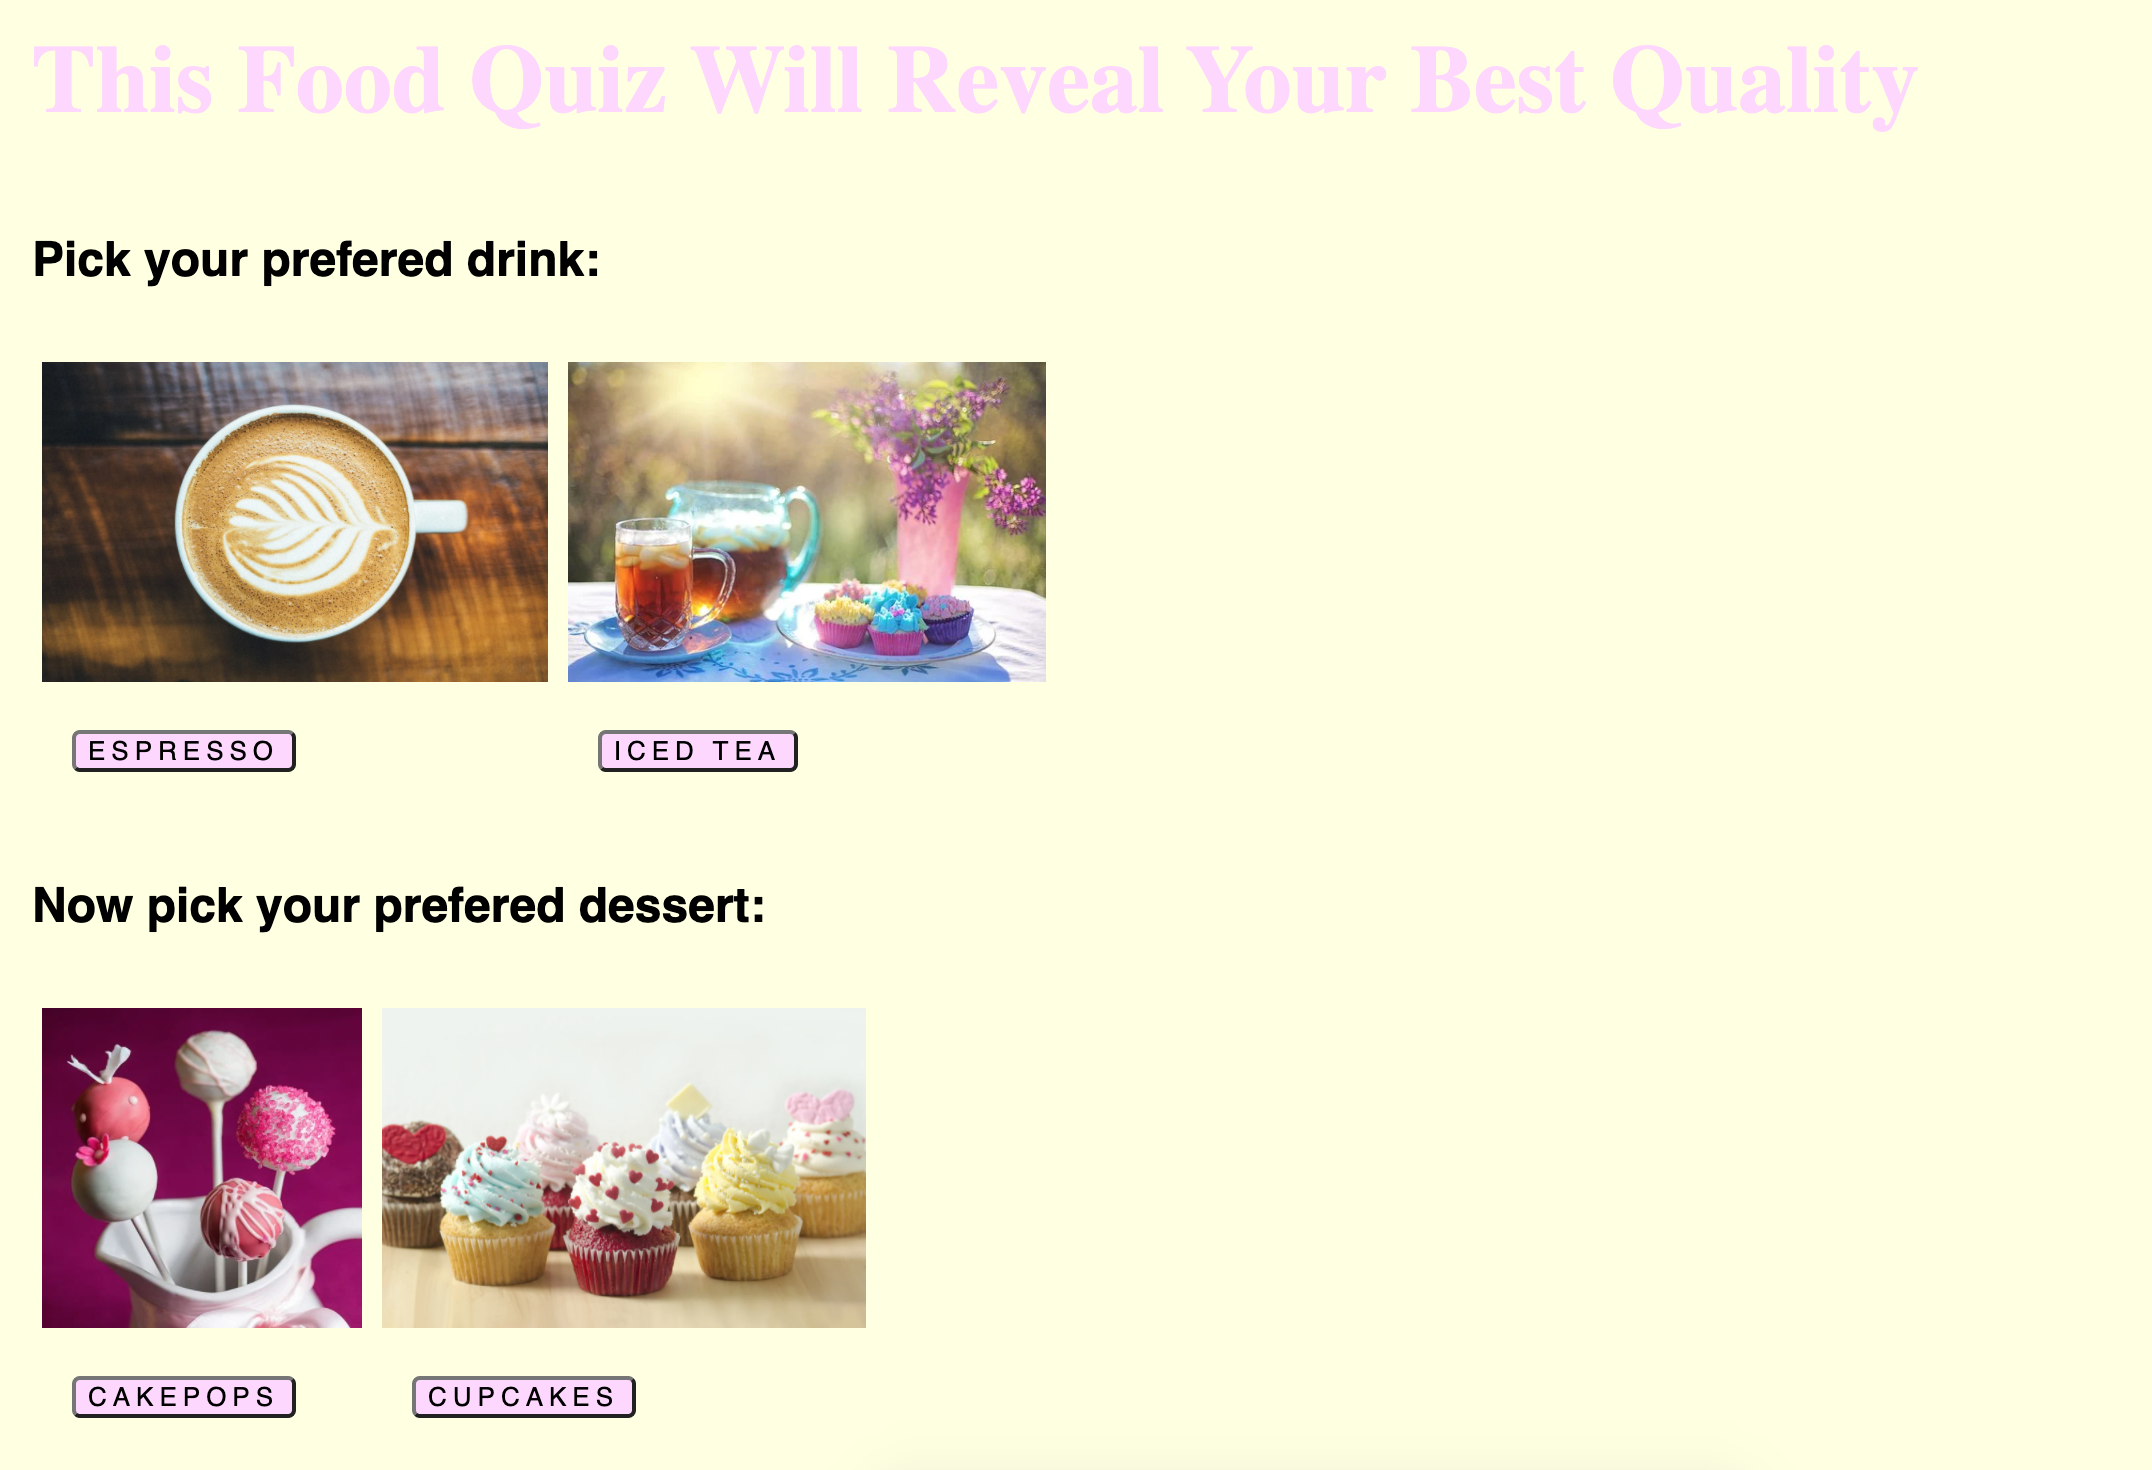 This Food Quiz Will Reveal Your Best Quality
Pick your prefered drink:
ESPRESSO
ICED TEA
Now pick your prefered dessert:
CAKEPOPS
CUPCAKES